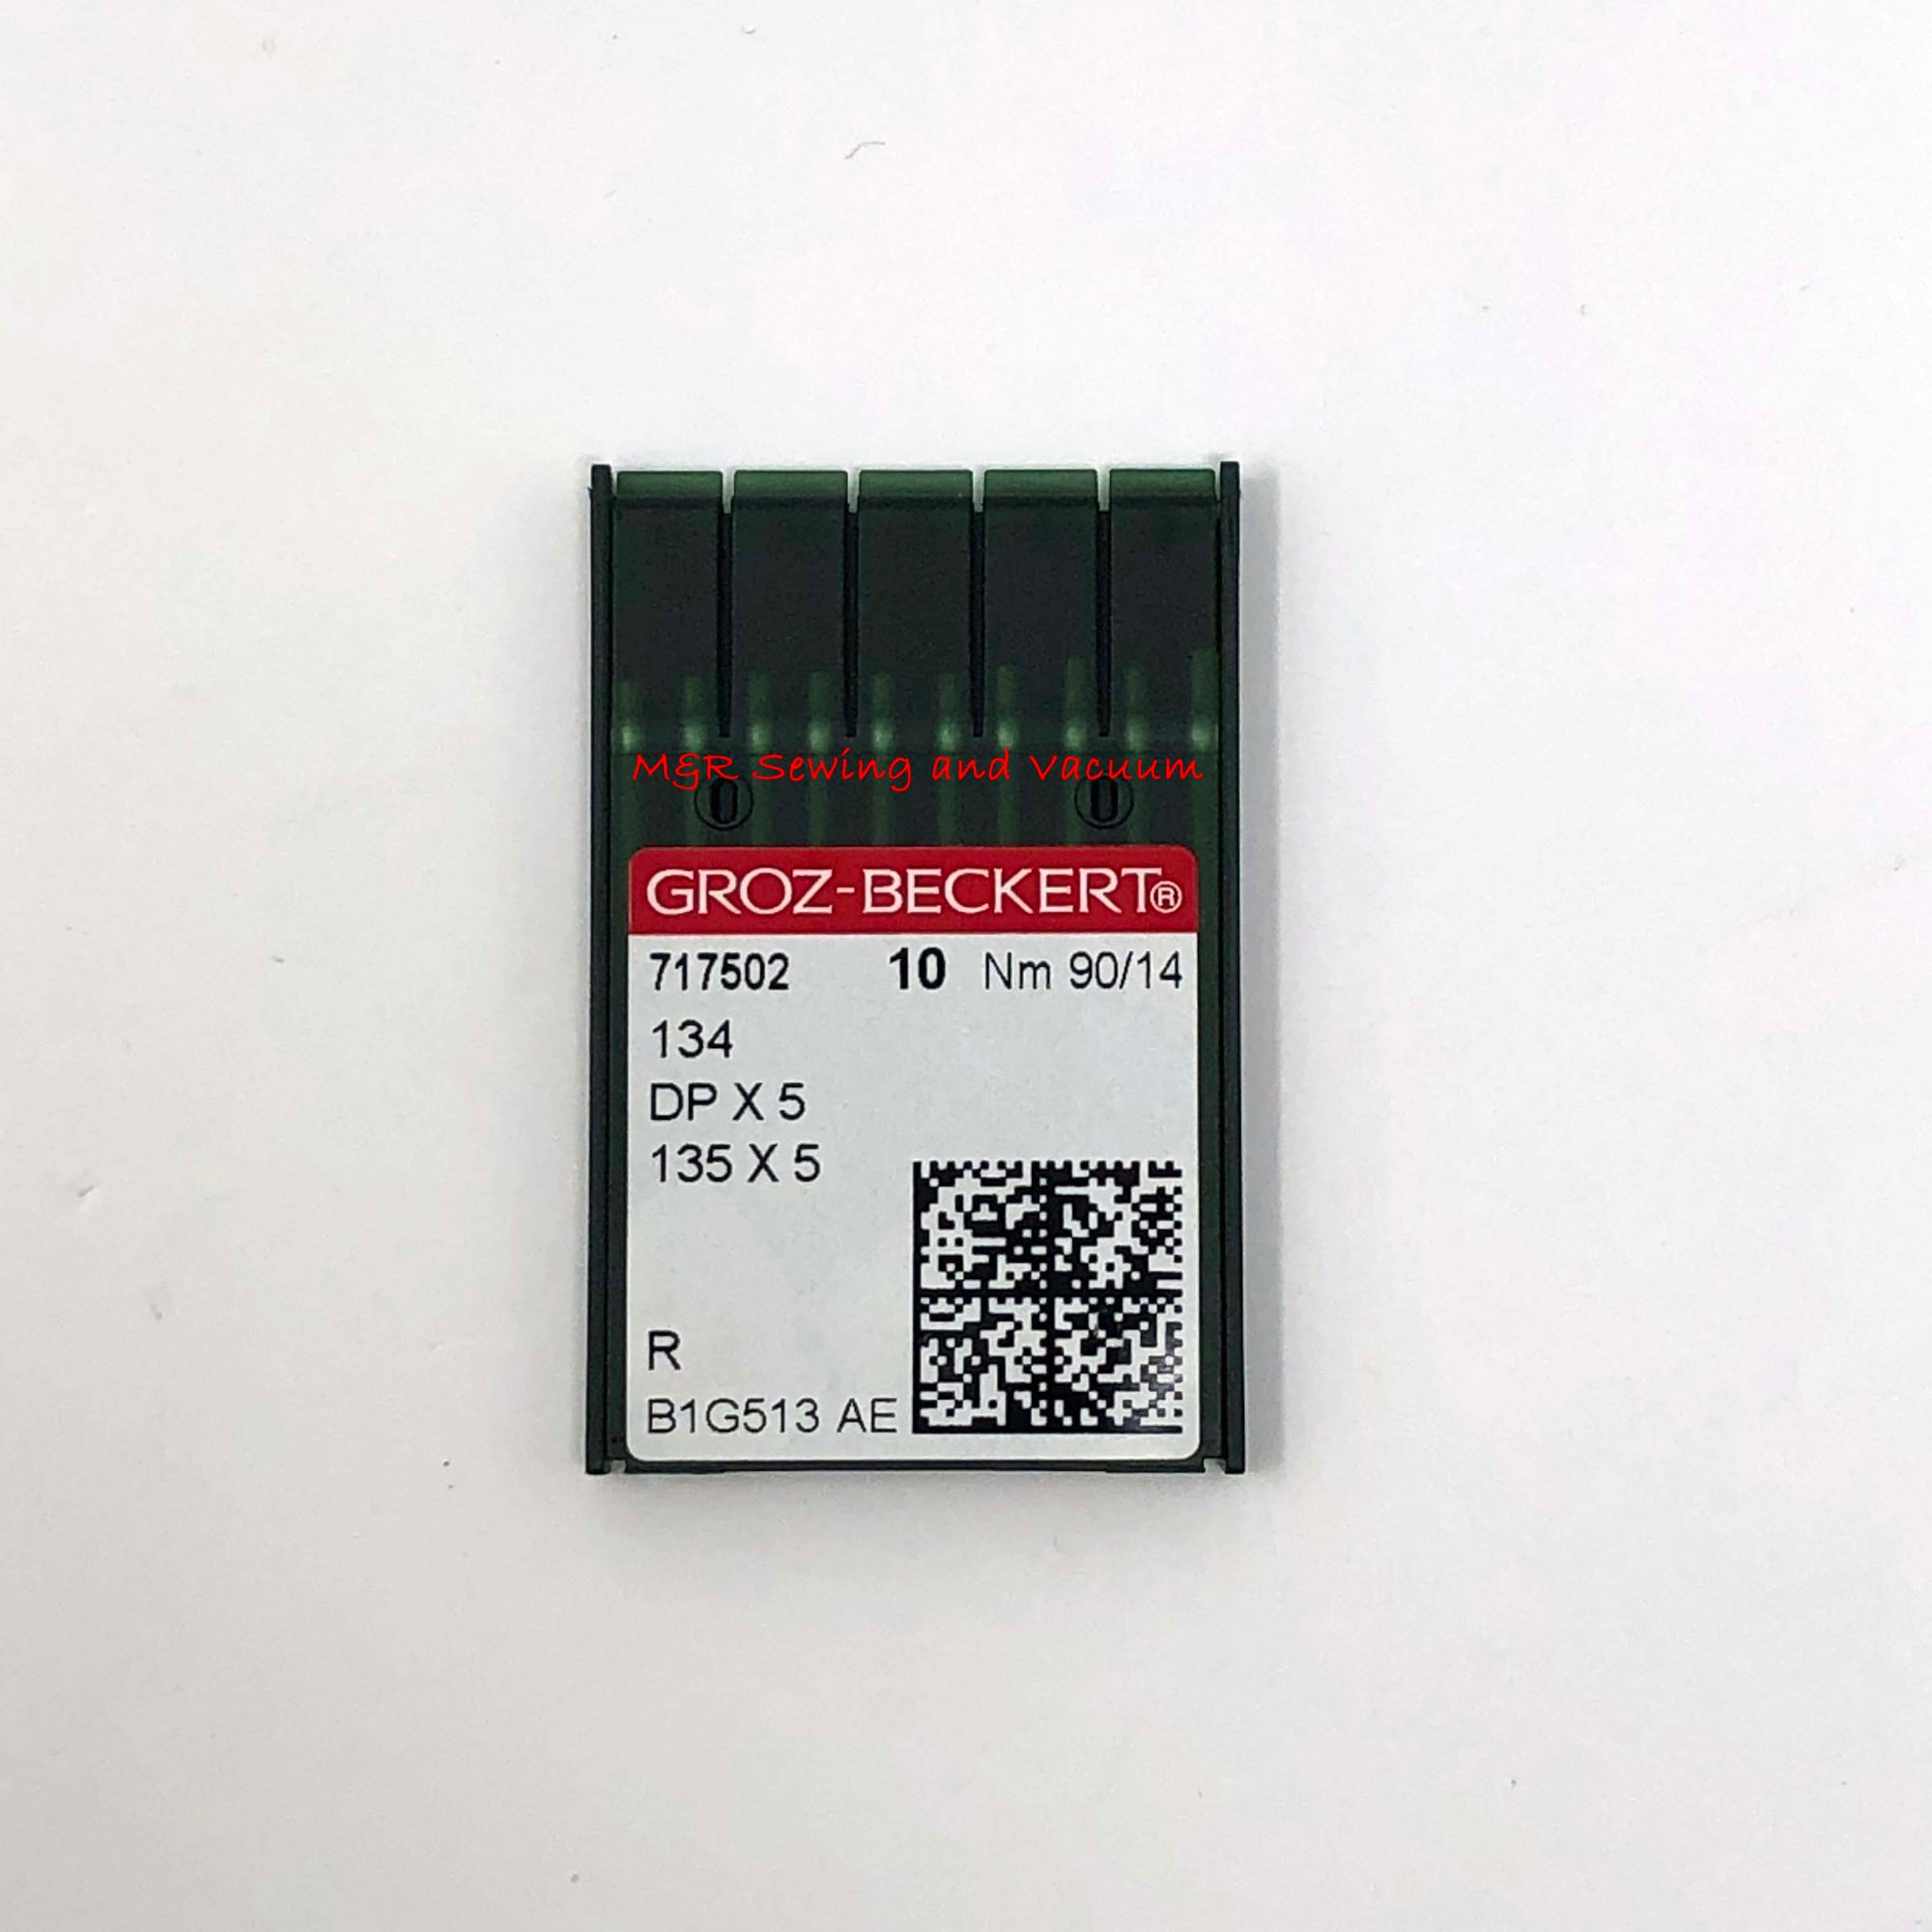 M&R Sewing and Vacuum
GROZ-BECKERT®
717502 10 Nm 90/14
134
DP X 5
135 X 5
R
B1G513 AE